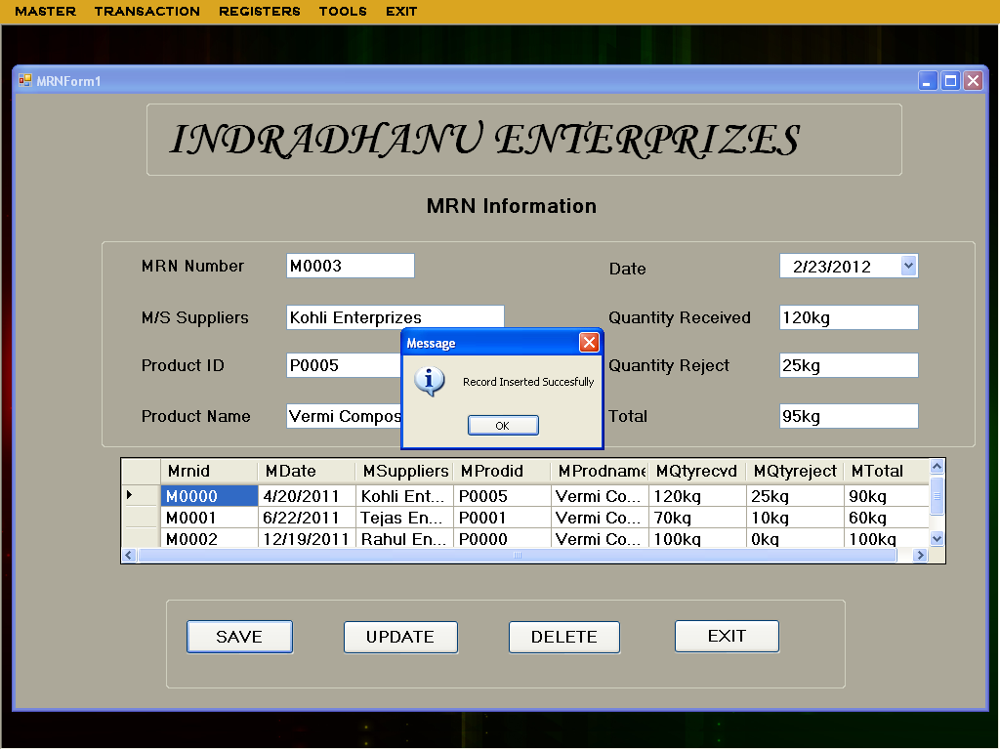 MASTER TRANSACTION REGISTERS TOOLS EXIT
MRNForm1
INDRADHANU ENTERPRIZES
MRN Information
MRN Number M0003 Date 2/23/2012
M/S Suppliers Kohli Enterprizes Quantity Received 120kg
Message
Product ID P0005 Quantity Reject 25kg
Record Inserted Succesfully
Product Name Vermi Compos Total 95kg
OK
Mrnid MDate MSuppliers MProdid MProdname MQtyrecvd MQtyreject MTotal
M0000 4/20/2011 Kohli Ent... P0005 Vermi Co... 120kg 25kg 90kg
M0001 6/22/2011 Tejas En... P0001 Vermi Co... 70kg 10kg 60kg
M0002 12/19/2011 Rahul En... P0000 Vermi Co... 100kg 0kg 100kg
SAVE UPDATE DELETE EXIT